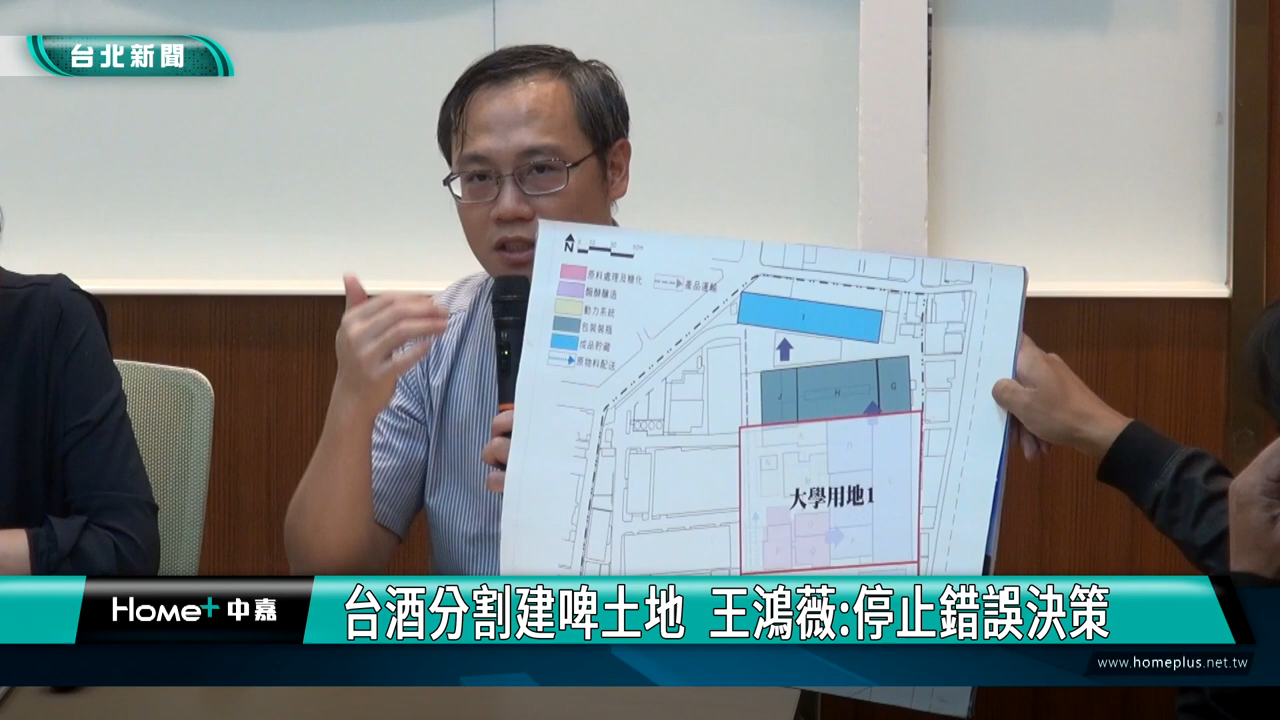 台北新聞
N
原料處理及糖化
產品運輸
醱酵釀造
動力系統
包裝裝瓶
成品貯藏
原物料配送
I
J
H
G
大學用地1
Home+中嘉
台酒分割建啤土地 王鴻薇:停止錯誤決策
www.homeplus.net.tw